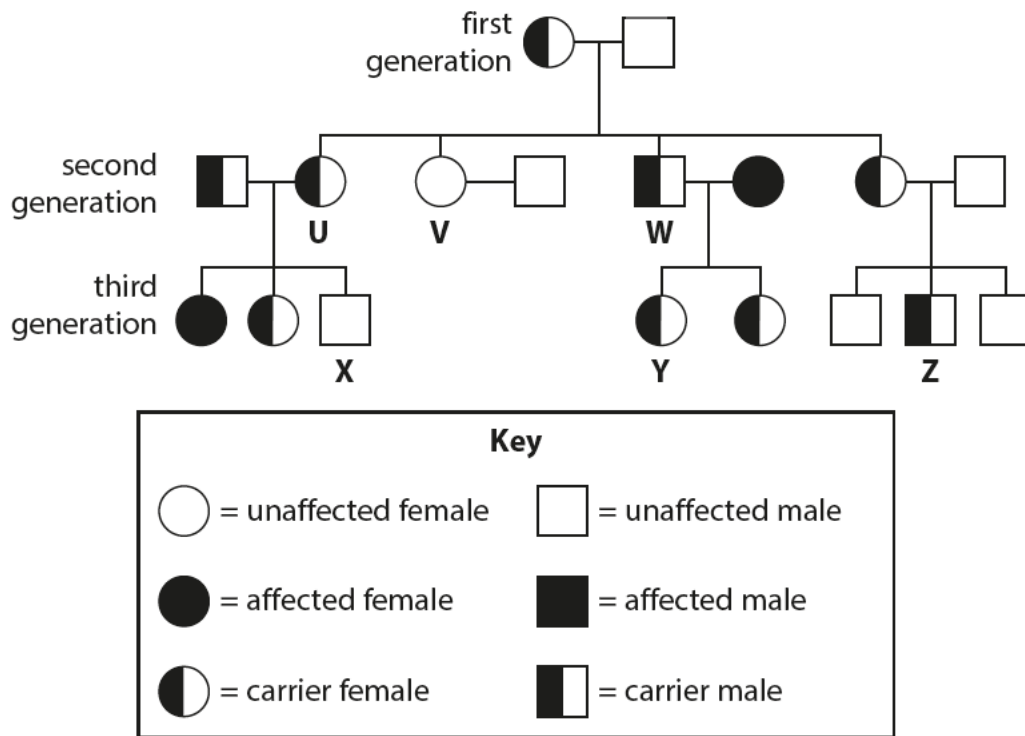 first
generation
second
generation
U
V
W
third
generation
X
Y
Z
Key
= unaffected female
= unaffected male
= affected female
= affected male
= carrier female
= carrier male